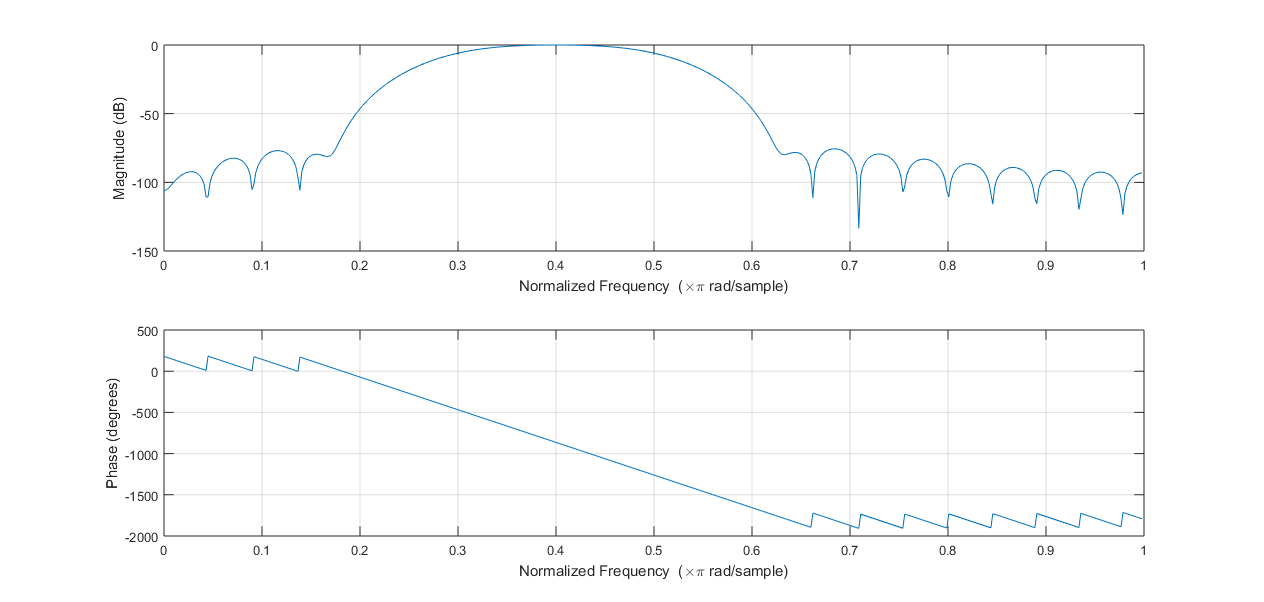 0
-50
-100
-150
Magnitude (dB)
0 0.1 0.2 0.3 0.4 0.5 0.6 0.7 0.8 0.9 1
Normalized Frequency (×π rad/sample)
500
0
-500
-1000
-1500
-2000
Phase (degrees)
0 0.1 0.2 0.3 0.4 0.5 0.6 0.7 0.8 0.9 1
Normalized Frequency (×π rad/sample)